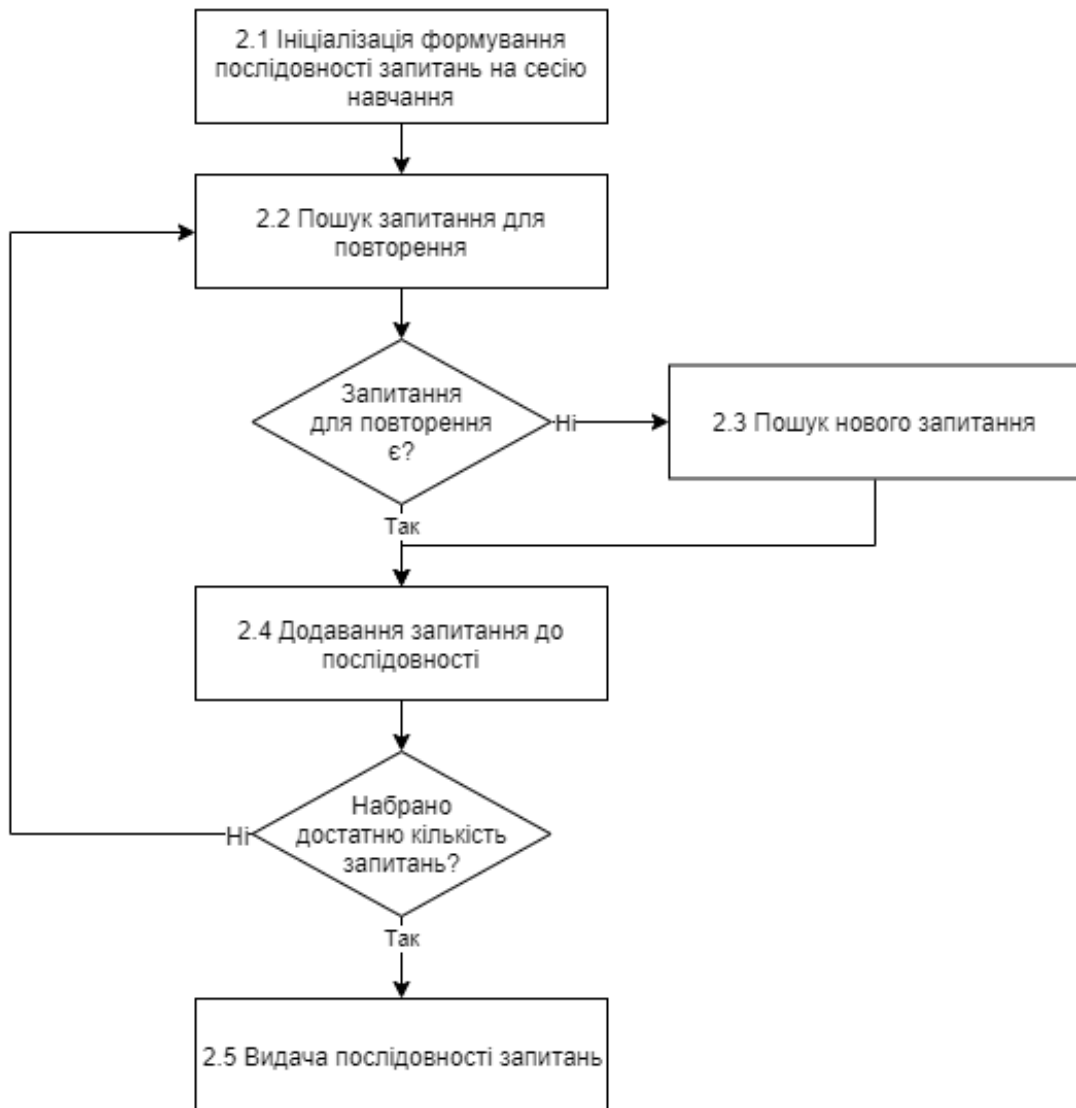 2.1 Ініціалізація формування
послідовності запитань на сесію
навчання
2.2 Пошук запитання для
повторення
Запитання
для повторення
є?
Ні
2.3 Пошук нового запитання
Так
2.4 Додавання запитання до
послідовності
Набрано
достатню кількість
запитань?
Ні
Так
2.5 Видача послідовності запитань